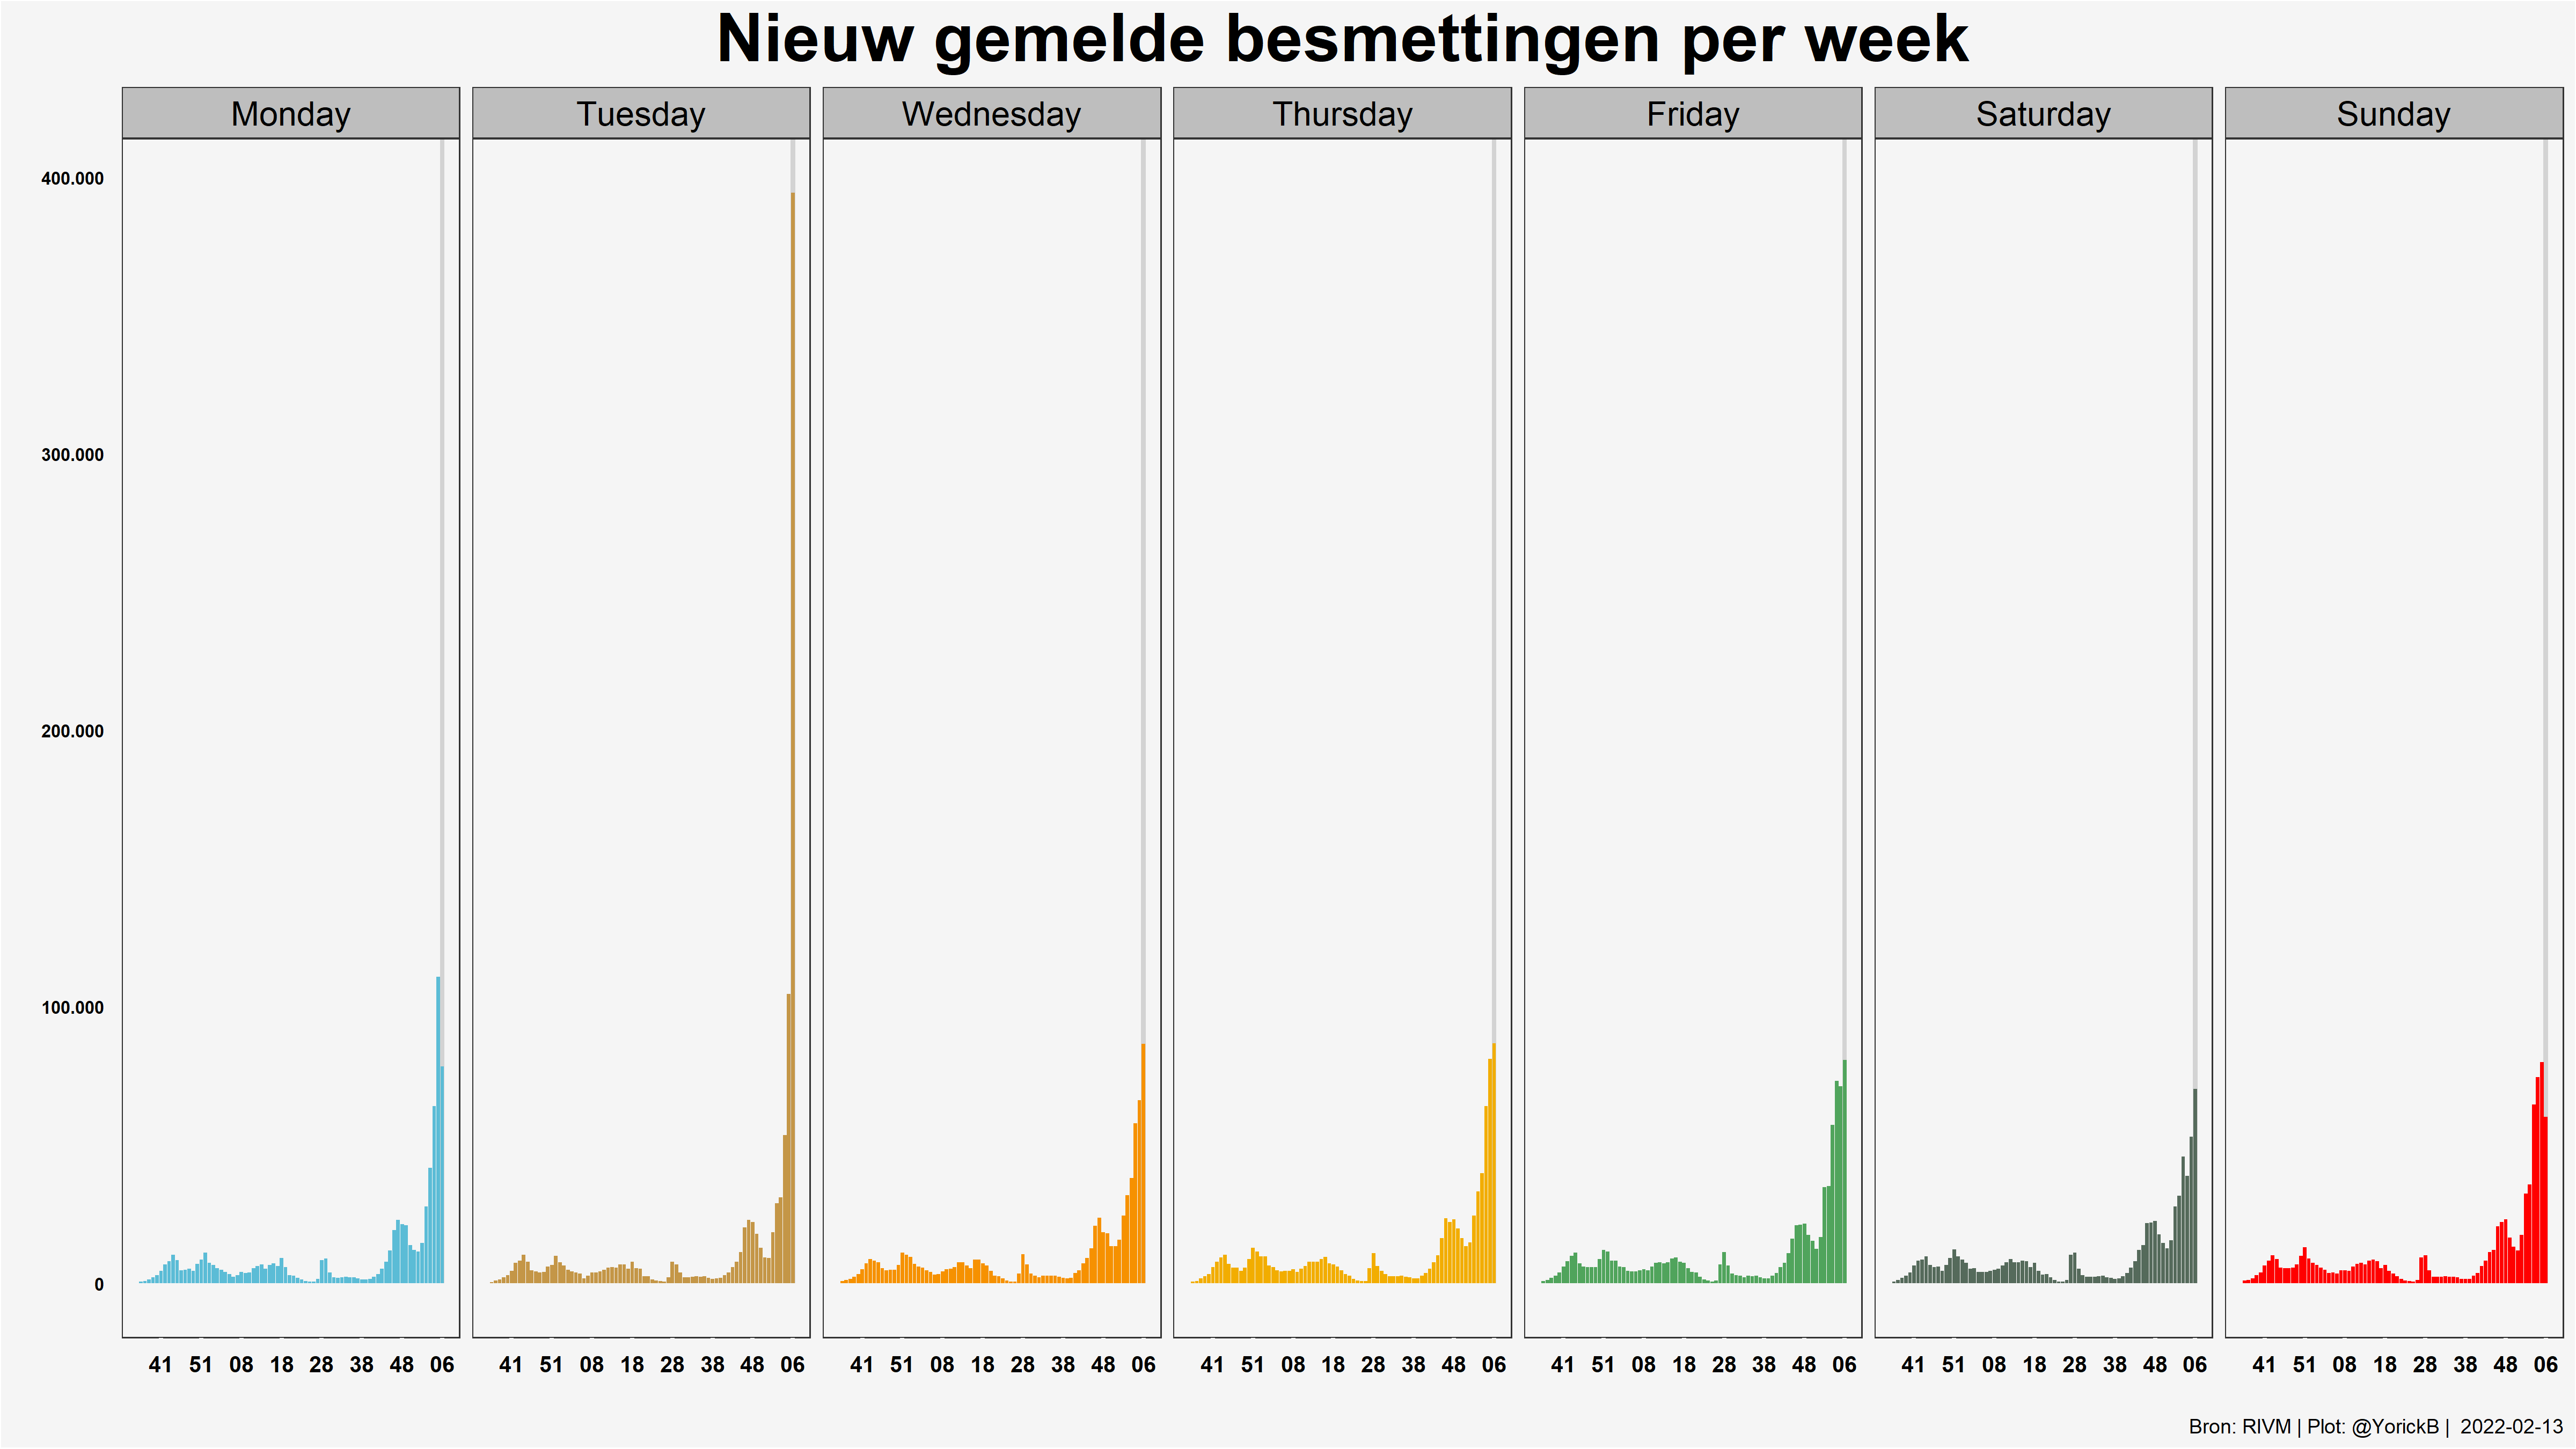 Nieuw gemelde besmettingen per week
Monday Tuesday Wednesday Thursday Friday Saturday Sunday
400.000
300.000
200.000
100.000
0
41 51 08 18 28 38 48 06 41 51 08 18 28 38 48 06 41 51 08 18 28 38 48 06 41 51 08 18 28 38 48 06 41 51 08 18 28 38 48 06 41 51 08 18 28 38 48 06 41 51 08 18 28 38 48 06
Bron: RIVM | Plot: @YorickB | 2022-02-13